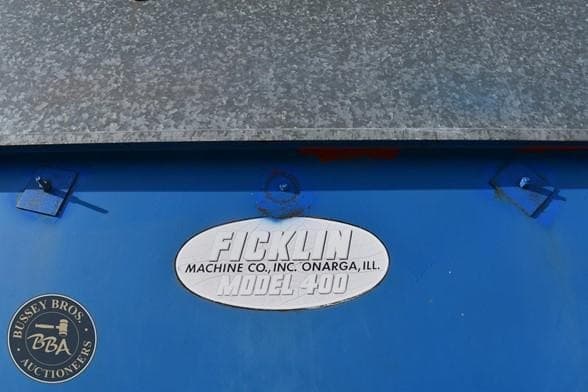 FICKLIN
MACHINE CO., INC. ONARGA, ILL.
MODEL 400
BUSSEY BROS.
BBA
AUCTIONEERS